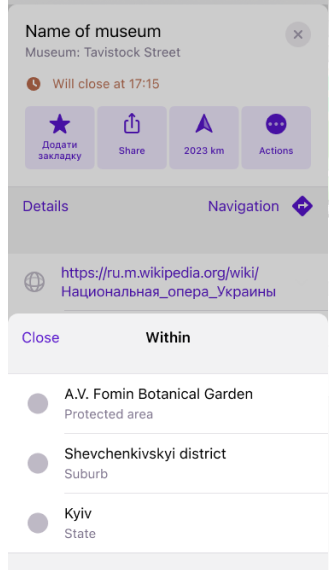 Name of museum
Museum: Tavistock Street
Will close at 17:15
Додати
закладку
Share
2023 km
Actions
Details
Navigation
https://ru.m.wikipedia.org/wiki/
Национальная_опера_Украины
Close
Within
A.V. Fomin Botanical Garden
Protected area
Shevchenkivskyi district
Suburb
Kyiv
State